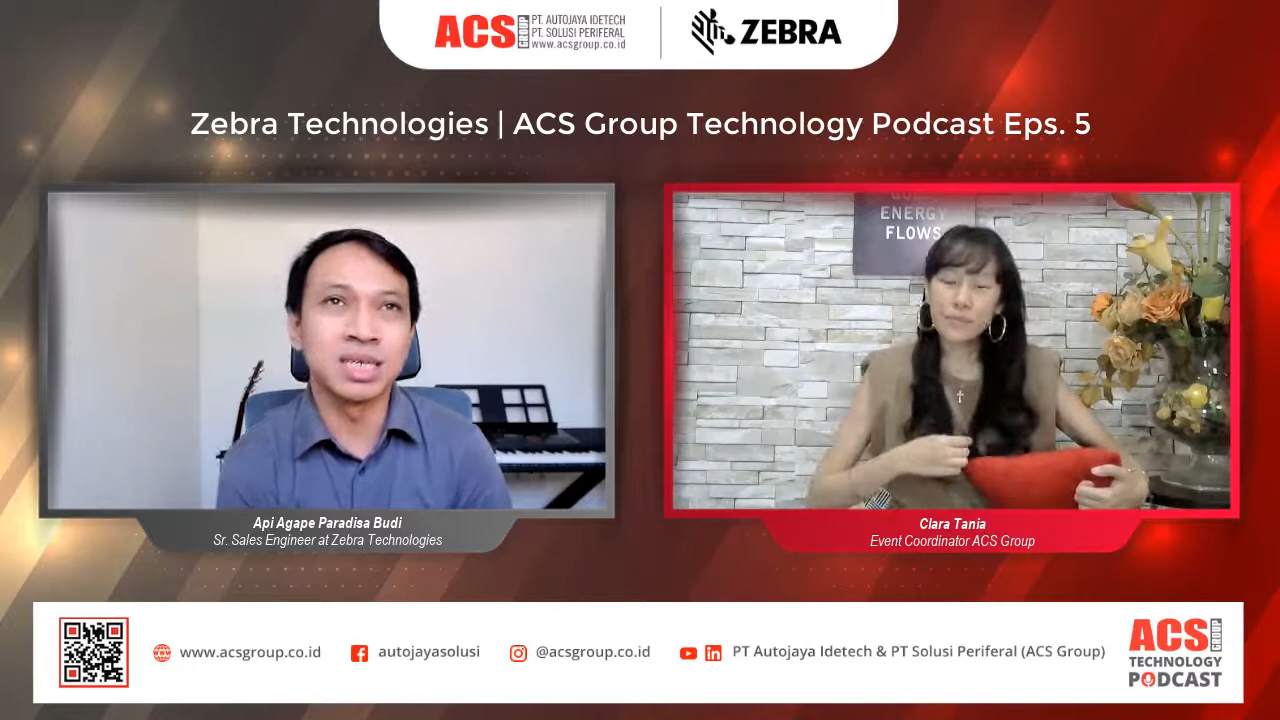 ACS GROUP PT. AUTOJAYA IDETECH
PT. SOLUSI PERIFERAL
www.acsgroup.co.id
ZEBRA
Zebra Technologies | ACS Group Technology Podcast Eps. 5
ENERGY
FLOWS
Api Agape Paradisa Budi
Sr. Sales Engineer at Zebra Technologies
Clara Tania
Event Coordinator ACS Group
www.acsgroup.co.id
autojayasolusi
@acsgroup.co.id
PT Autojaya Idetech & PT Solusi Periferal (ACS Group)
ACS GROUP
TECHNOLOGY
PODCAST